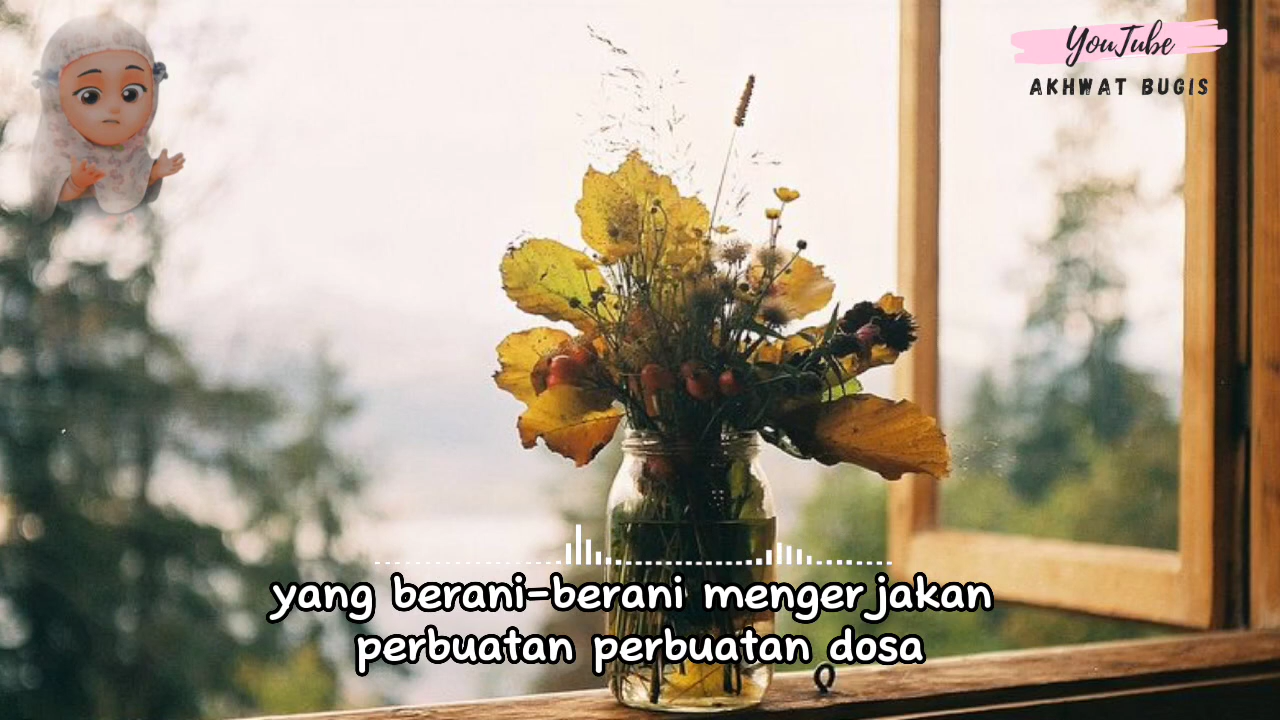 YouTube
AKHWAT BUGIS
yang berani-berani mengerjakan
perbuatan perbuatan dosa